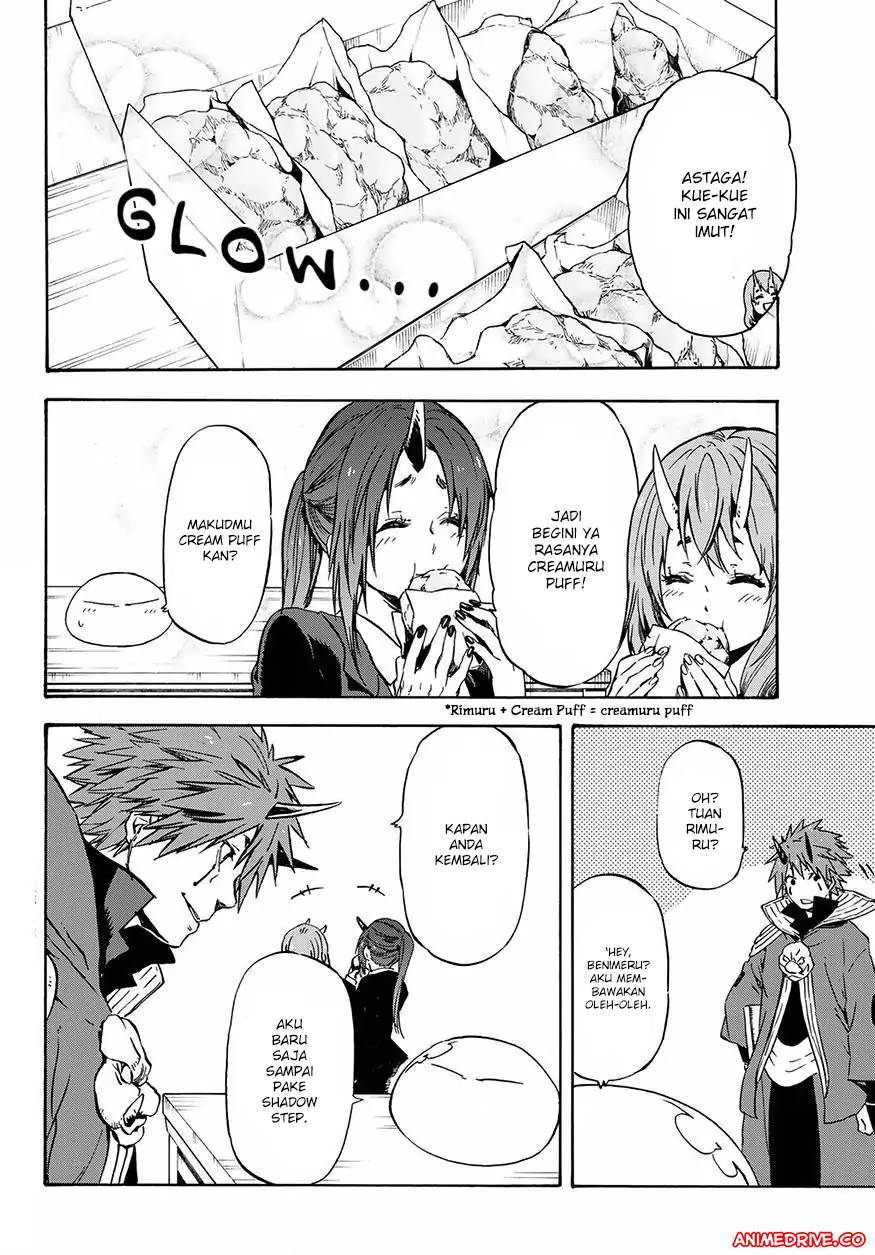 ASTAGA!
KUE-KUE
INI SANGAT
IMUT!
GLOW...
JADI
BEGINI YA
RASANYA
CREAMURU
PUFF!
MAKUDMU
CREAM PUFF
KAN?
*Rimuru + Cream Puff = creamuru puff
OH?
TUAN
RIMU-
RU?
'HEY,
BENIMERU?
AKU MEM-
BAWAKAN
OLEH-OLEH.
KAPAN
ANDA
KEMBALI?
AKU
BARU
SAJA
SAMPAI
PAKE
SHADOW
STEP.
ANIMEDRIVE.CO